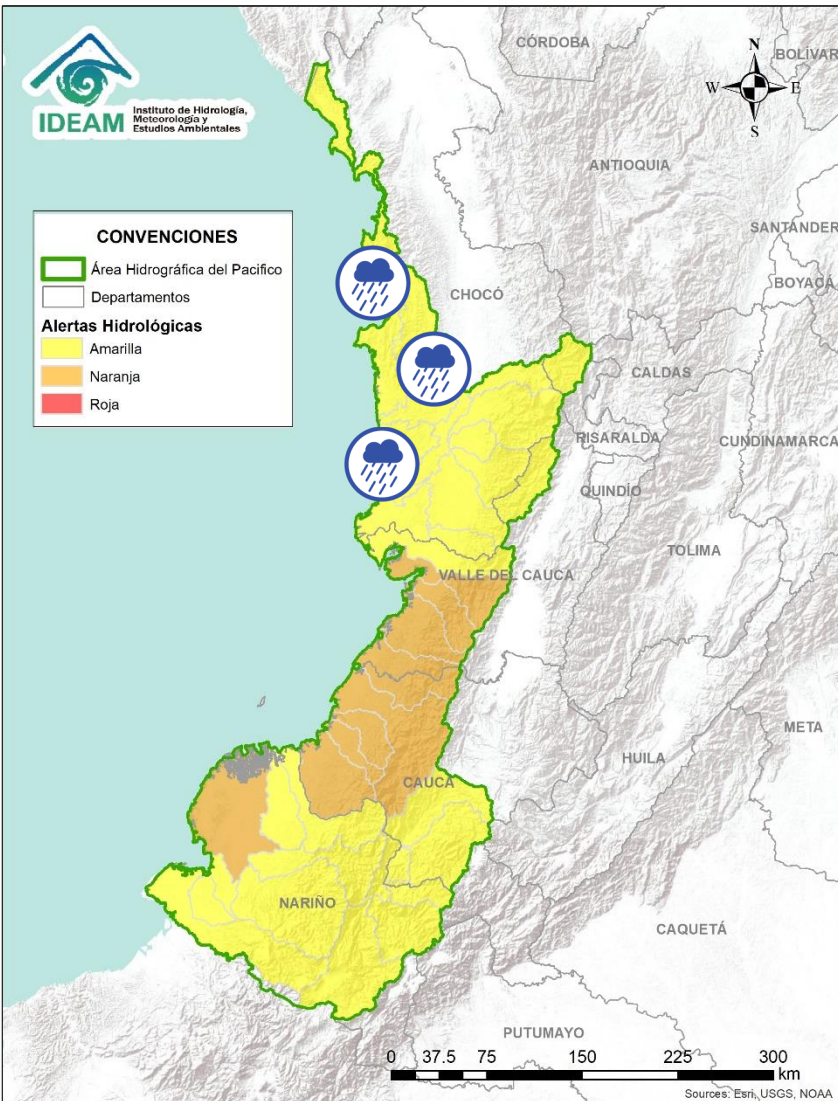 IDEAM
Instituto de Hidrología,
Meteorología y
Estudios Ambientales
CÓRDOBA
BOLÍVAR
N
W
E
S
ANTIOQUIA
SANTANDER
BOYACÁ
CONVENCIONES
Área Hidrográfica del Pacifico
Departamentos
Alertas Hidrológicas
Amarilla
Naranja
Roja
CHOCÓ
CALDAS
RISARALDA
CUNDINAMARCA
QUINDÍO
TOLIMA
VALLE DEL CAUCA
META
HUILA
CAUCA
NARIÑO
CAQUETÁ
PUTUMAYO
0 37.5 75 150 225 300
km
Sources: Esri, USGS, NOAA